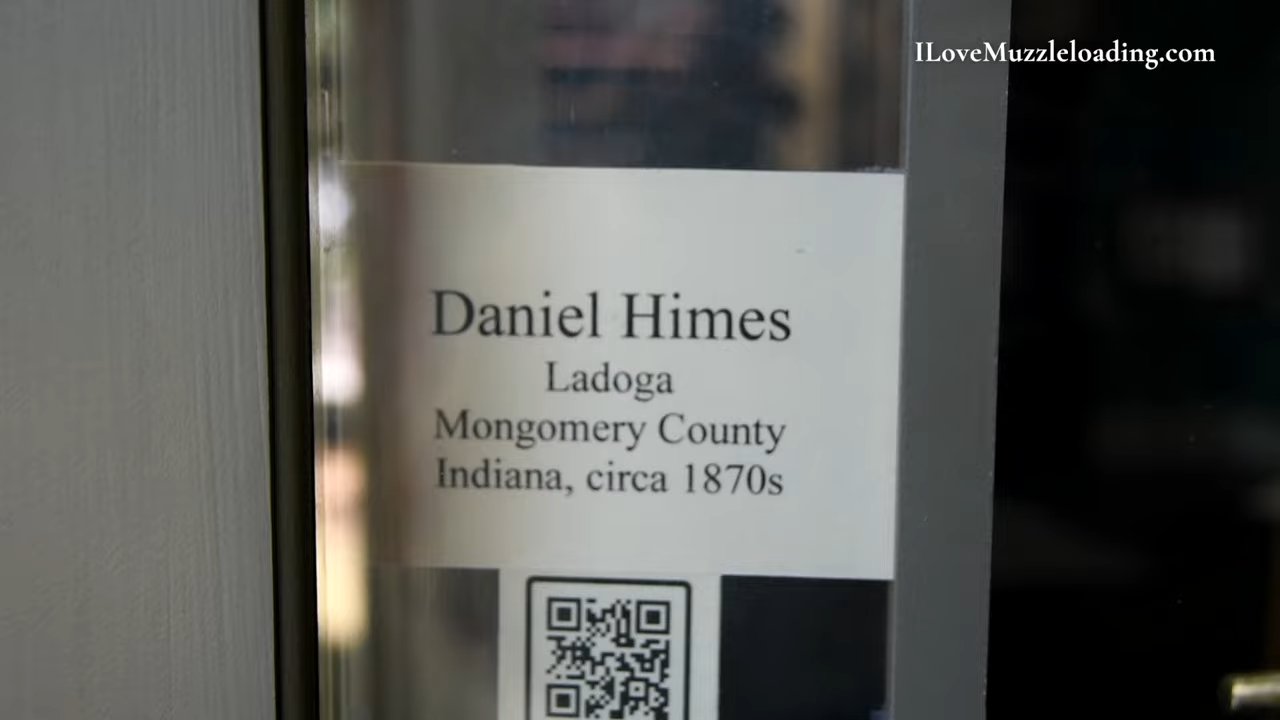 ILoveMuzzleloading.com
Daniel Himes
Ladoga
Mongomery County
Indiana, circa 1870s